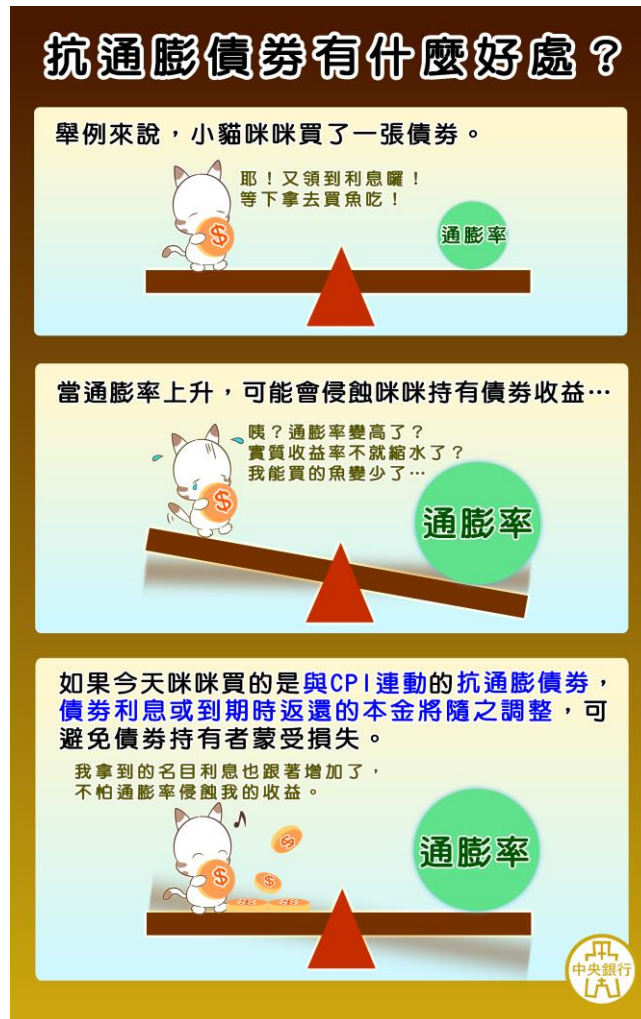 抗通膨債券有什麼好處？
舉例來說，小貓咪咪買了一張債券。
耶！又領到利息囉！
等下拿去買魚吃！
$
通膨率
當通膨率上升，可能會侵蝕咪咪持有債券收益…
咦？通膨率變高了？
實質收益率不就縮水了？
我能買的魚變少了…
$
通膨率
如果今天咪咪買的是與CPI連動的抗通膨債券，
債券利息或到期時返還的本金將隨之調整，可
避免債券持有者蒙受損失。
我拿到的名目利息也跟著增加了，
不怕通膨率侵蝕我的收益。
$
$
$
$
$
通膨率
中央銀行